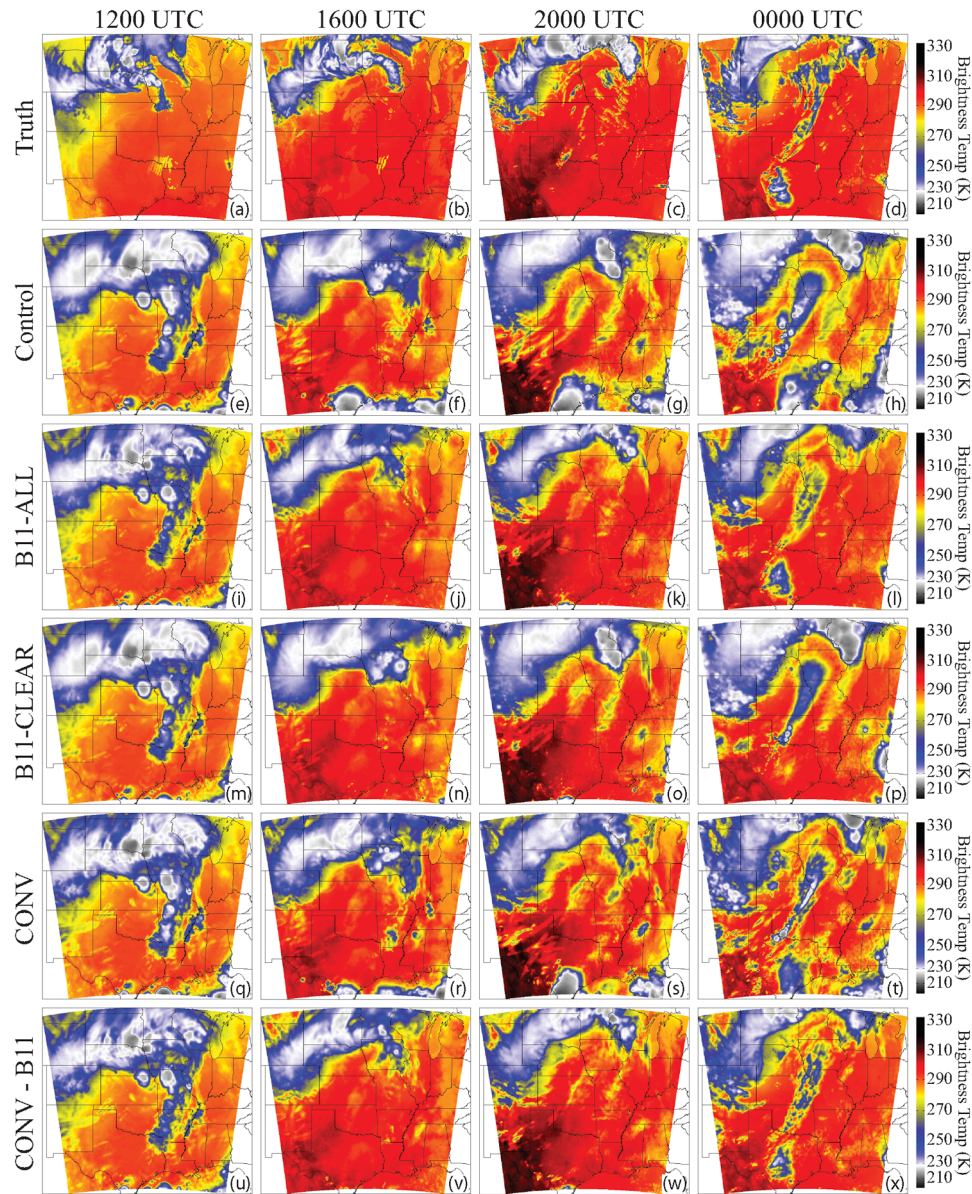 1200 UTC 1600 UTC 2000 UTC 0000 UTC
Truth
(a) (b) (c) (d)
330
310
290
270
250
230
210
Brightness Temp (K)
Control
(e) (f) (g) (h)
330
310
290
270
250
230
210
Brightness Temp (K)
B11-ALL
(i) (j) (k) (l)
330
310
290
270
250
230
210
Brightness Temp (K)
B11-CLEAR
(m) (n) (o) (p)
330
310
290
270
250
230
210
Brightness Temp (K)
CONV
(q) (r) (s) (t)
330
310
290
270
250
230
210
Brightness Temp (K)
CONV - B11
(u) (v) (w) (x)
330
310
290
270
250
230
210
Brightness Temp (K)